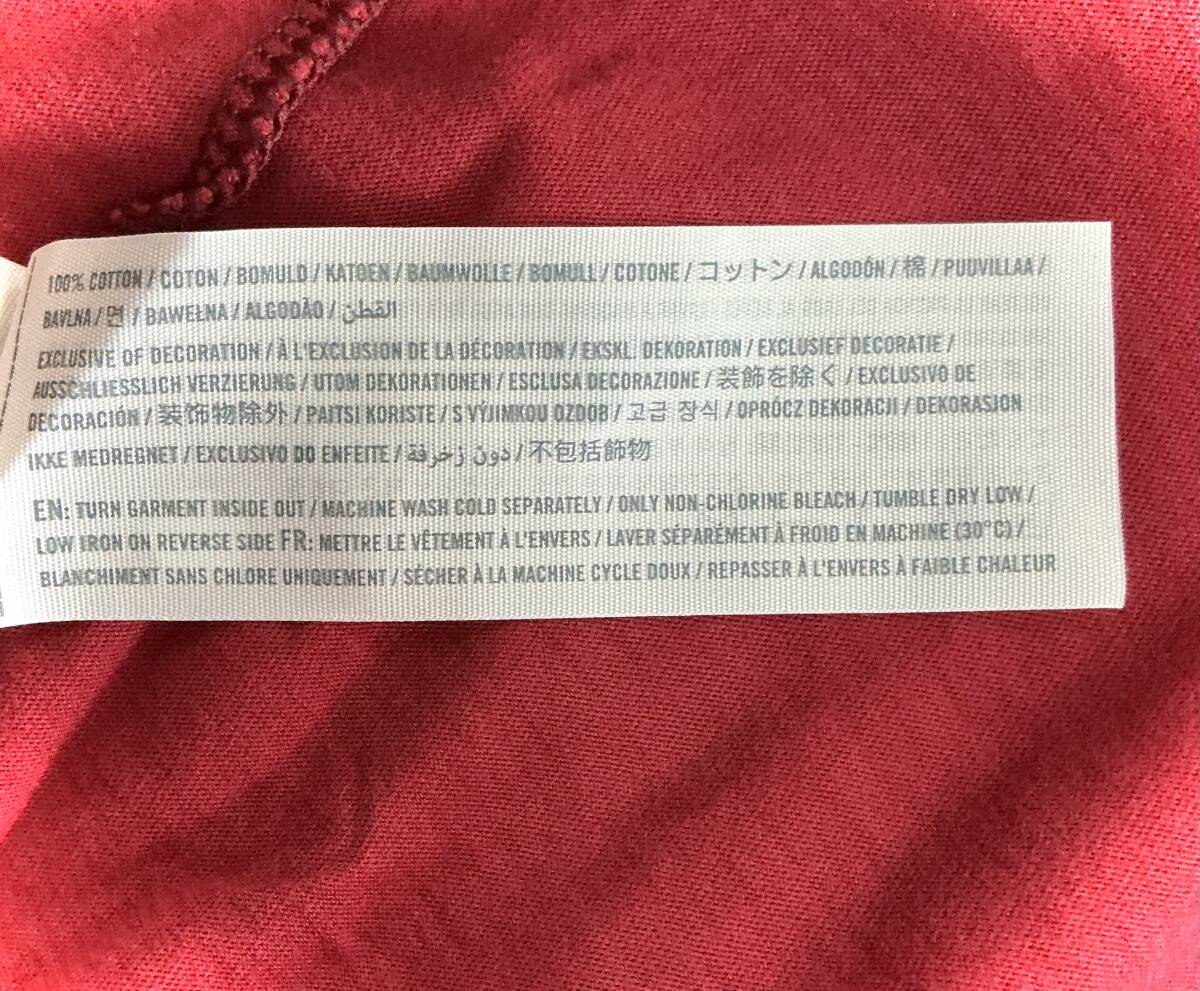 100% COTTON / COTON / BOMULD / KATOEN / BAUMWOLLE / BOMULL / COTONE / コットン / ALGODÓN / 棉 / PUUVILLAA /
BAVLNA / 면 / BAWEŁNA / ALGODÃO / القطن
EXCLUSIVE OF DECORATION / À L'EXCLUSION DE LA DÉCORATION / EKSKL. DEKORATION / EXCLUSIEF DECORATIE /
AUSSCHLIESSLICH VERZIERUNG / UTOM DEKORATIONEN / ESCLUSA DECORAZIONE / 装飾を除く / EXCLUSIVO DE
DECORACIÓN / 装饰物除外 / PAITSI KORISTE / S VÝJIMKOU OZDOB / 고급 장식 / OPRÓCZ DEKORACJI / DEKORASJON
IKKE MEDREGNET / EXCLUSIVO DO ENFEITE / دون زخرفة / 不包括飾物
EN: TURN GARMENT INSIDE OUT / MACHINE WASH COLD SEPARATELY / ONLY NON-CHLORINE BLEACH / TUMBLE DRY LOW /
LOW IRON ON REVERSE SIDE FR: METTRE LE VÊTEMENT À L'ENVERS / LAVER SÉPARÉMENT À FROID EN MACHINE (30°C) /
BLANCHIMENT SANS CHLORE UNIQUEMENT / SÉCHER À LA MACHINE CYCLE DOUX / REPASSER À L'ENVERS À FAIBLE CHALEUR